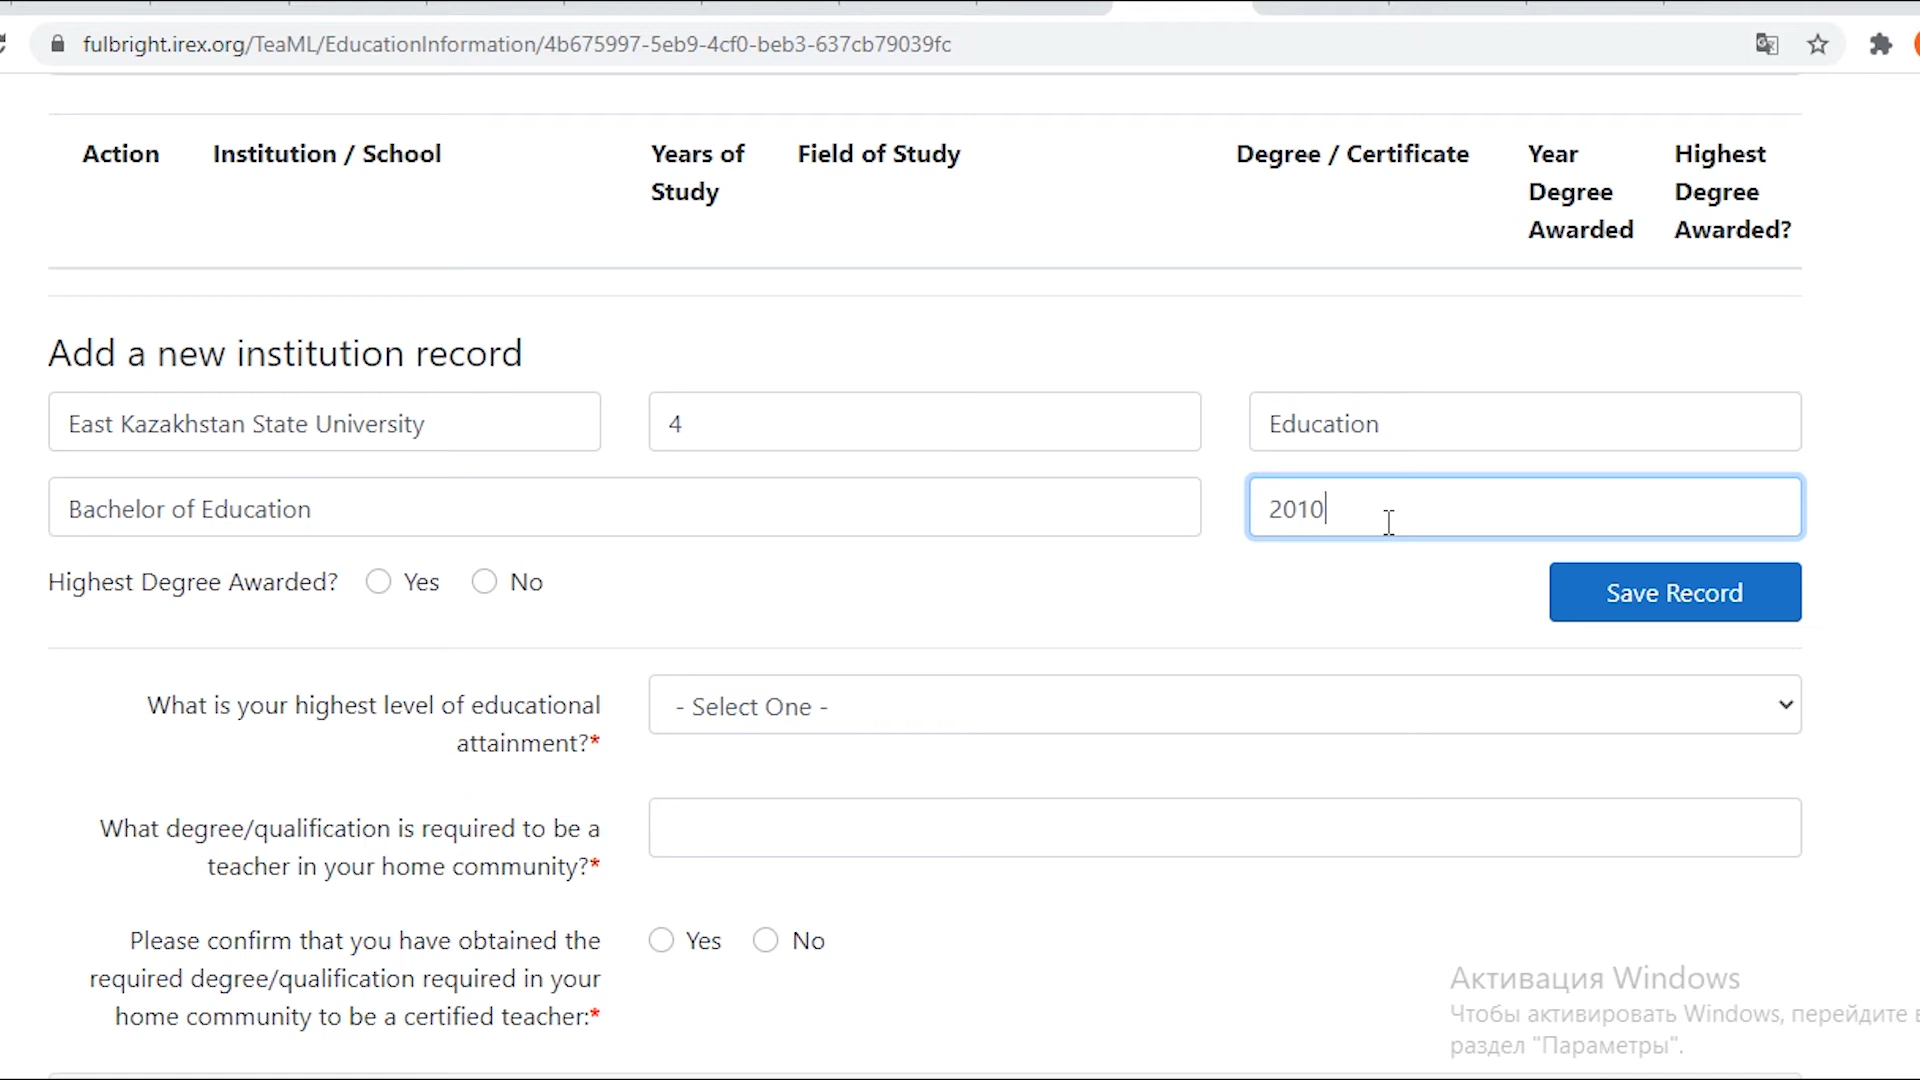 fulbright.irex.org/TeaML/EducationInformation/4b675997-5eb9-4cf0-beb3-637cb79039fc
Action Institution / School Years of Study Field of Study Degree / Certificate Year Degree Awarded Highest Degree Awarded?
Add a new institution record
East Kazakhstan State University 4 Education
Bachelor of Education 2010
Highest Degree Awarded? Yes No Save Record
What is your highest level of educational attainment?* - Select One -
What degree/qualification is required to be a
teacher in your home community?*
Please confirm that you have obtained the Yes No
required degree/qualification required in your
home community to be a certified teacher:*
Активация Windows
Чтобы активировать Windows, перейдите в
раздел "Параметры".